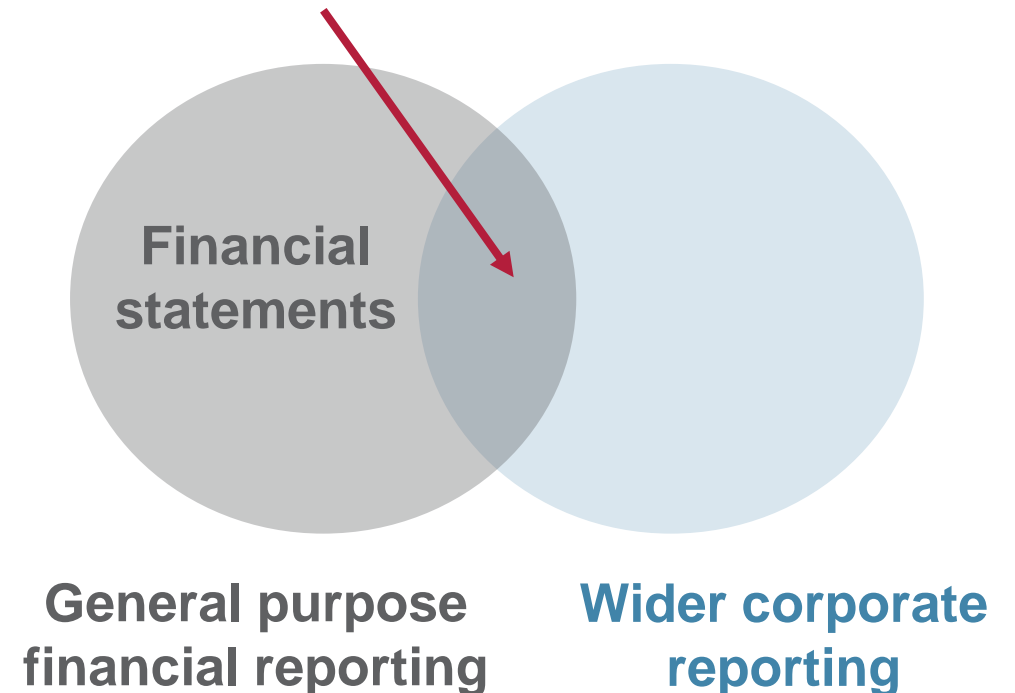 Financial
statements
General purpose
financial reporting
Wider corporate
reporting